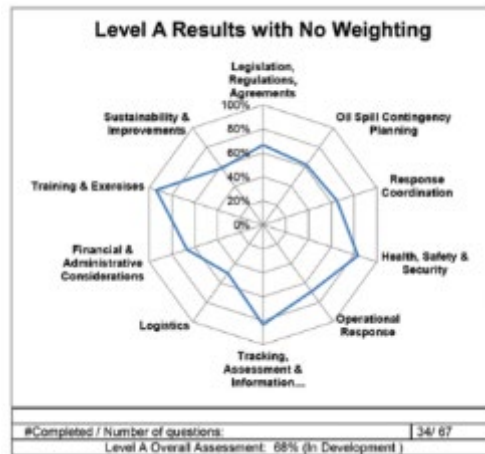 Level A Results with No Weighting
Legislation,
Regulations,
Agreements
100%
80%
60%
40%
20%
0%
Oil Spill Contingency
Planning
Response
Coordination
Health, Safety &
Security
Operational
Response
Tracking,
Assessment &
Information...
Logistics
Financial &
Administrative
Considerations
Training & Exercises
Sustainability &
Improvements
#Completed / Number of questions: 34/ 67
Level A Overall Assessment: 68% (In Development )